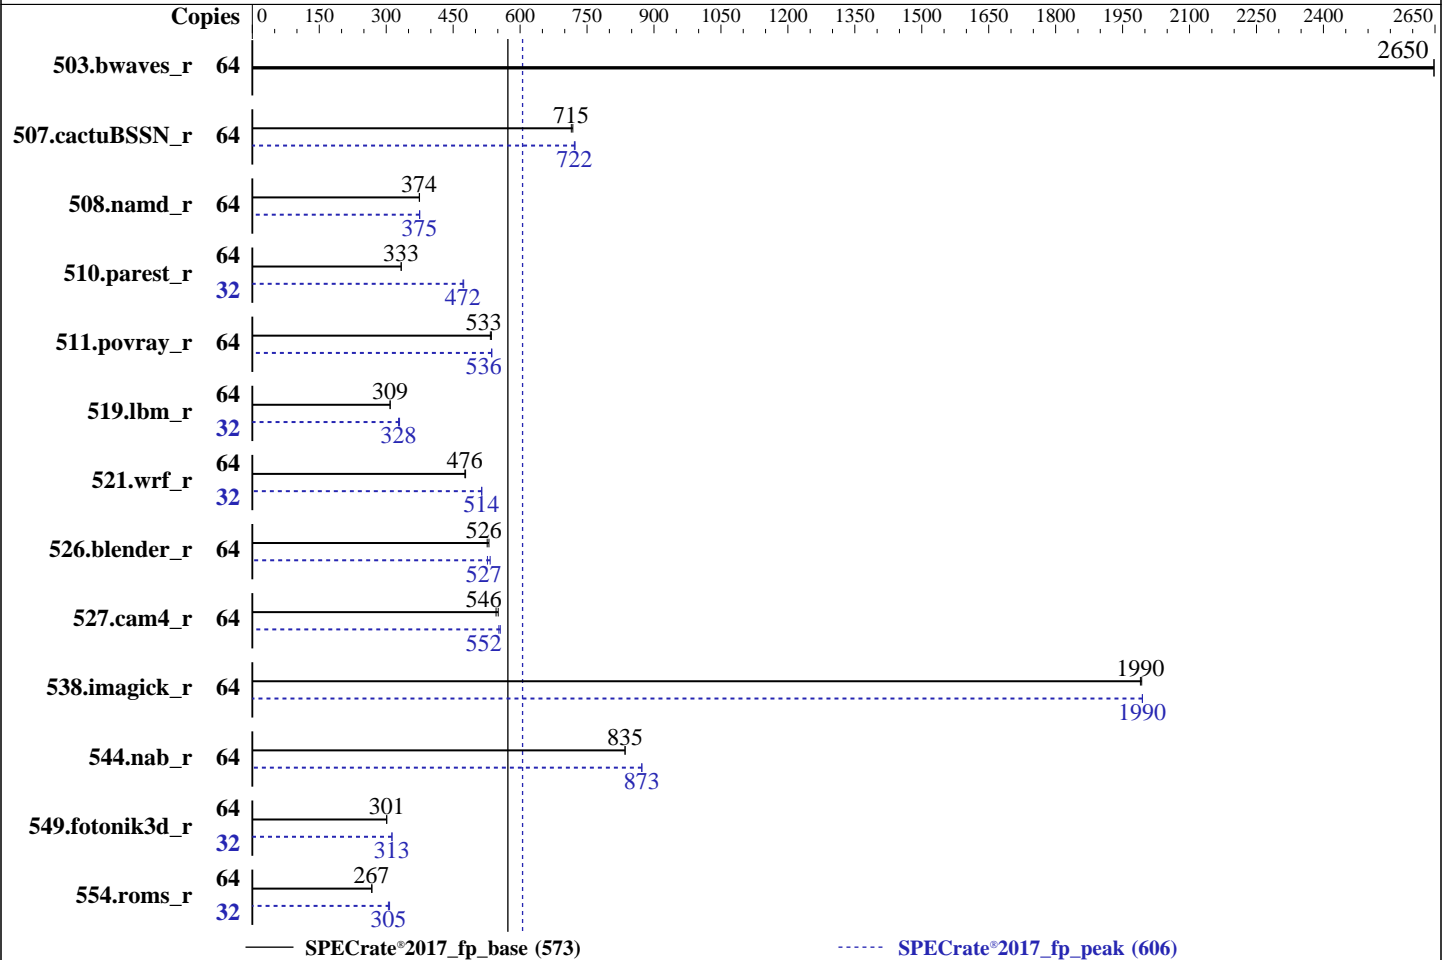 Copies 0 150 300 450 600 750 900 1050 1200 1350 1500 1650 1800 1950 2100 2250 2400 2650
503.bwaves_r 64 2650
507.cactuBSSN_r 64 715
722
508.namd_r 64 374
375
510.parest_r 64 333
32 472
511.povray_r 64 533
536
519.lbm_r 64 309
32 328
521.wrf_r 64 476
32 514
526.blender_r 64 526
527
527.cam4_r 64 546
552
538.imagick_r 64 1990
1990
544.nab_r 64 835
873
549.fotonik3d_r 64 301
32 313
554.roms_r 64 267
32 305
SPECrate®2017_fp_base (573) SPECrate®2017_fp_peak (606)